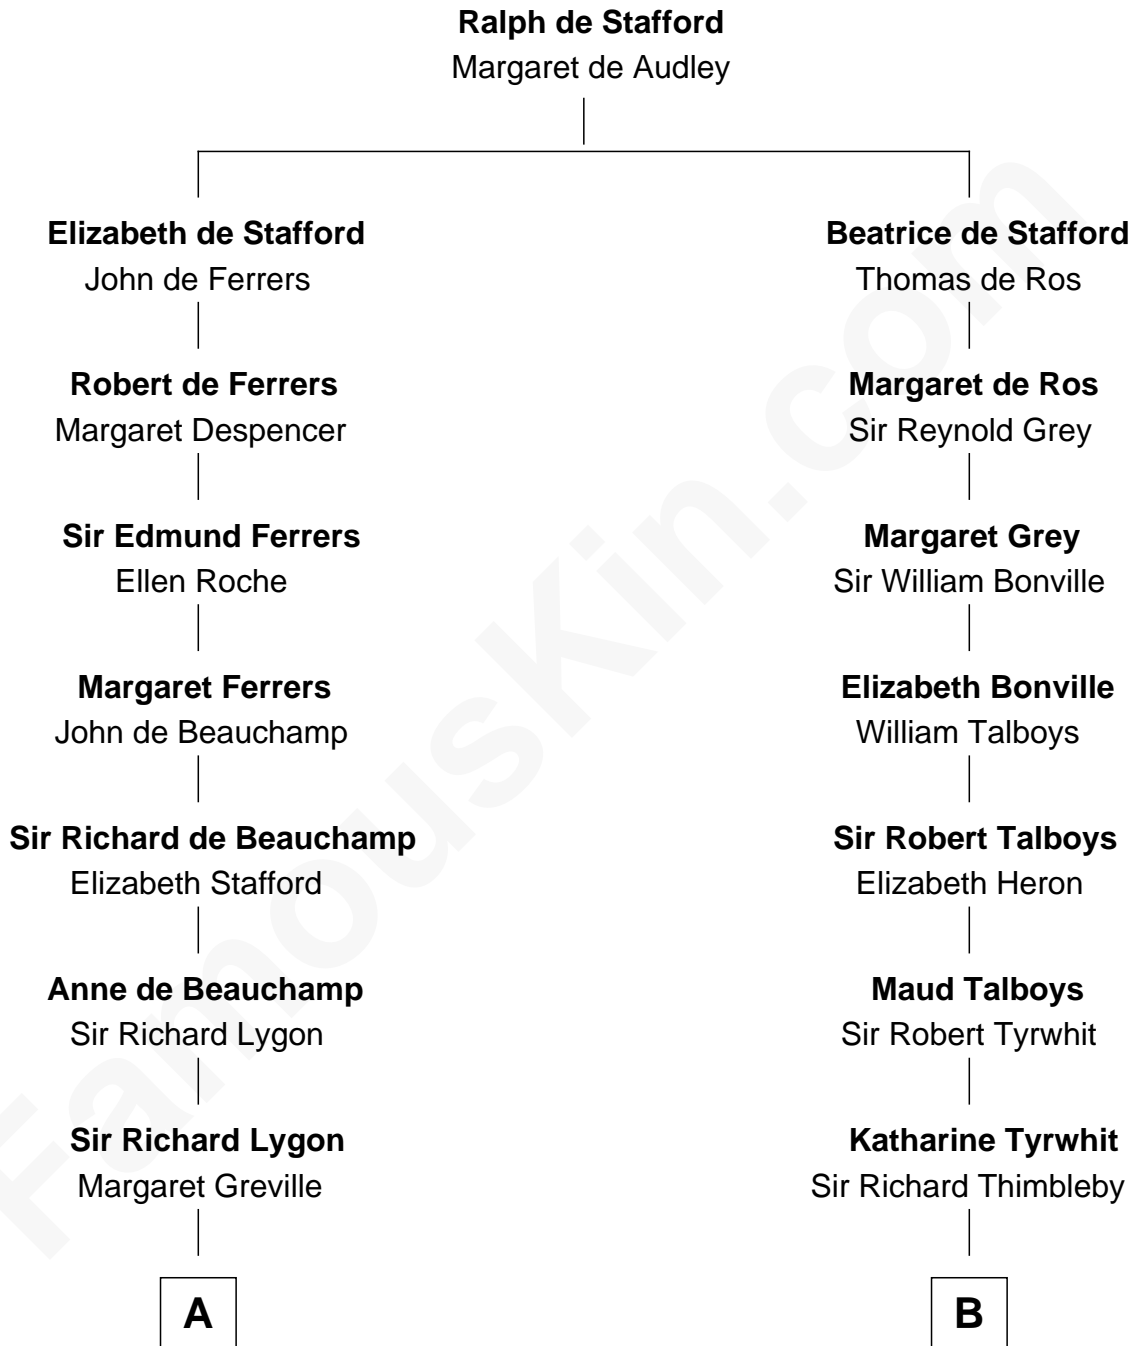 Ralph de Stafford
Margaret de Audley
Elizabeth de Stafford
John de Ferrers
Beatrice de Stafford
Thomas de Ros
Robert de Ferrers
Margaret Despencer
Margaret de Ros
Sir Reynold Grey
Sir Edmund Ferrers
Ellen Roche
Margaret Grey
Sir William Bonville
Margaret Ferrers
John de Beauchamp
Elizabeth Bonville
William Talboys
Sir Richard de Beauchamp
Elizabeth Stafford
Sir Robert Talboys
Elizabeth Heron
Anne de Beauchamp
Sir Richard Lygon
Maud Talboys
Sir Robert Tyrwhit
Sir Richard Lygon
Margaret Greville
Katharine Tyrwhit
Sir Richard Thimbleby
A
B
FamousKin.com